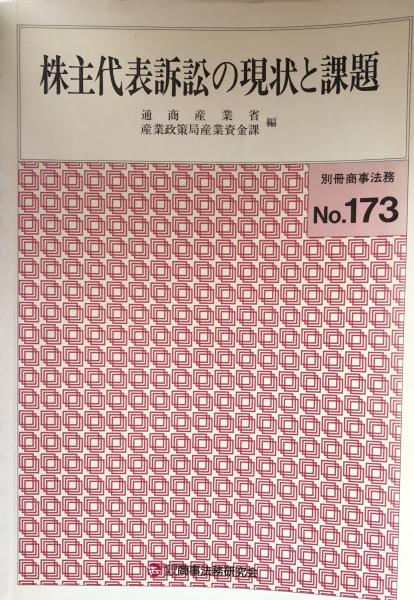 株主代表訴訟の現状と課題
通商産業省
産業政策局産業資金課 編
別冊商事法務
No.173
商事法務研究会